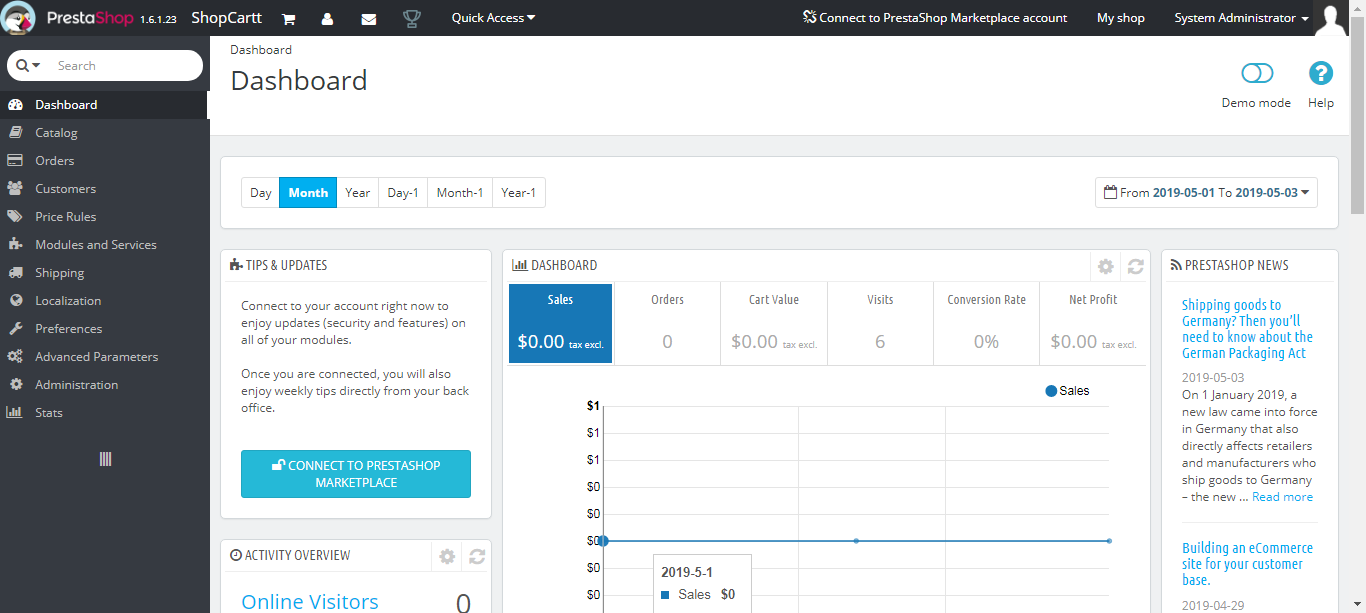 PrestaShop 1.6.1.23 ShopCartt Quick Access Connect to PrestaShop Marketplace account My shop System Administrator
Search
Dashboard
Catalog
Orders
Customers
Price Rules
Modules and Services
Shipping
Localization
Preferences
Advanced Parameters
Administration
Stats
Dashboard
Dashboard
Demo mode
Help
Day Month Year Day-1 Month-1 Year-1
From 2019-05-01 To 2019-05-03
TIPS & UPDATES
Connect to your account right now to
enjoy updates (security and features) on
all of your modules.
Once you are connected, you will also
enjoy weekly tips directly from your back
office.
CONNECT TO PRESTASHOP
MARKETPLACE
ACTIVITY OVERVIEW
Online Visitors 0
DASHBOARD
Sales Orders Cart Value Visits Conversion Rate Net Profit
$0.00 tax excl. 0 $0.00 tax excl. 6 0% $0.00 tax excl.
Sales
$1
$1
$1
$0
$0
$0
$0
$0
2019-5-1
Sales $0
PRESTASHOP NEWS
Shipping goods to
Germany? Then you'll
need to know about the
German Packaging Act
2019-05-03
On 1 January 2019, a
new law came into force
in Germany that also
directly affects retailers
and manufacturers who
ship goods to Germany
– the new ... Read more
Building an eCommerce
site for your customer
base.
2019-04-29